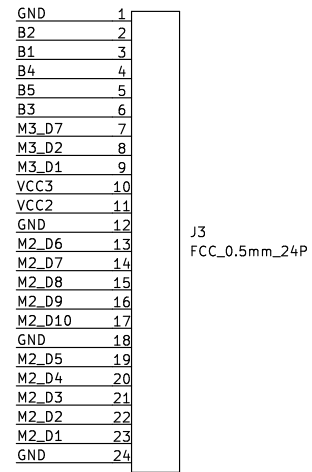 GND 1
B2 2
B1 3
B4 4
B5 5
B3 6
M3_D7 7
M3_D2 8
M3_D1 9
VCC3 10
VCC2 11
GND 12
M2_D6 13
M2_D7 14
M2_D8 15
M2_D9 16
M2_D10 17
GND 18
M2_D5 19
M2_D4 20
M2_D3 21
M2_D2 22
M2_D1 23
GND 24
J3
FCC_0.5mm_24P